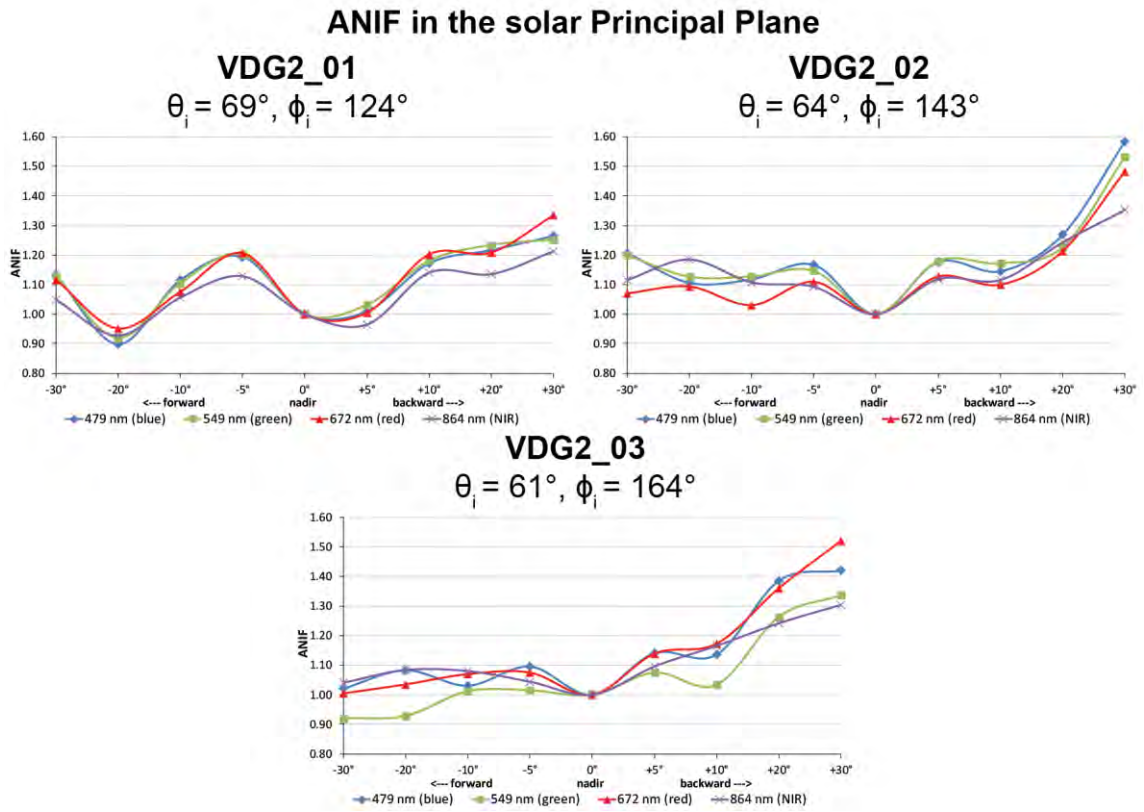 ANIF in the solar Principal Plane
VDG2_01
θi = 69°, ϕi = 124°
1.60
1.50
1.40
1.30
1.20
1.10
1.00
0.90
0.80
ANIF
-30° -20° -10° -5° 0° +5° +10° +20° +30°
<--- forward nadir backward --->
479 nm (blue) 549 nm (green) 672 nm (red) 864 nm (NIR)
VDG2_02
θi = 64°, ϕi = 143°
1.60
1.50
1.40
1.30
1.20
1.10
1.00
0.90
0.80
ANIF
-30° -20° -10° -5° 0° +5° +10° +20° +30°
<--- forward nadir backward --->
479 nm (blue) 549 nm (green) 672 nm (red) 864 nm (NIR)
VDG2_03
θi = 61°, ϕi = 164°
1.60
1.50
1.40
1.30
1.20
1.10
1.00
0.90
0.80
ANIF
-30° -20° -10° -5° 0° +5° +10° +20° +30°
<--- forward nadir backward --->
479 nm (blue) 549 nm (green) 672 nm (red) 864 nm (NIR)